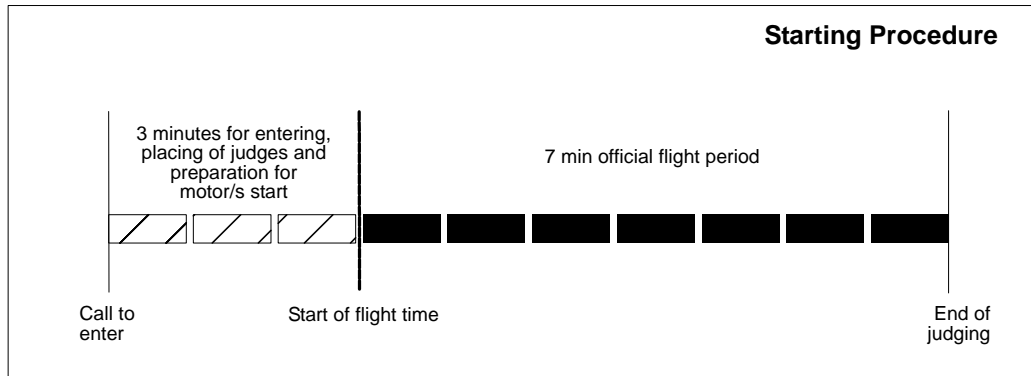 Starting Procedure
3 minutes for entering,
placing of judges and
preparation for
motor/s start
7 min official flight period
Call to
enter
Start of flight time
End of
judging